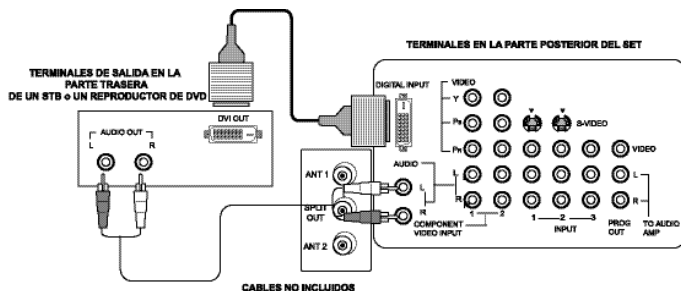 TERMINALES EN LA PARTE POSTERIOR DEL SET
TERMINALES DE SALIDA EN LA
PARTE TRASERA
DE UN STB o UN REPRODUCTOR DE DVD
DVI OUT
AUDIO OUT
L
R
DIGITAL INPUT
VIDEO
Y
PB
PR
S-VIDEO
VIDEO
ANT 1
SPLIT
OUT
ANT 2
AUDIO
L
R
L
R
COMPONENT
VIDEO INPUT
1
2
1
2
3
INPUT
PROG
OUT
L
R
TO AUDIO
AMP
CABLES NO INCLUIDOS